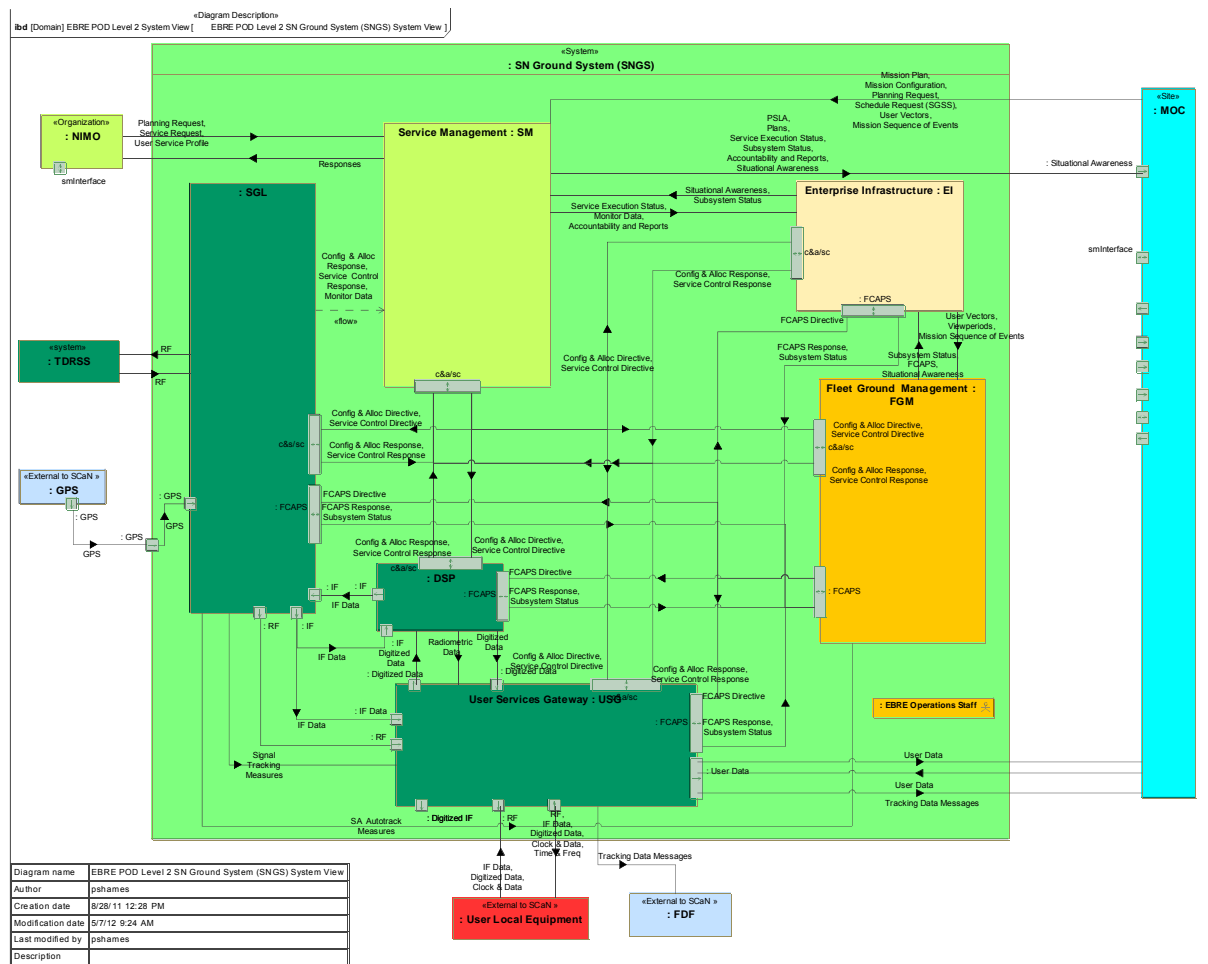 «Diagram Description»
ibd [Domain] EBRE POD Level 2 System View [ EBRE POD Level 2 SN Ground System (SNGS) System View ]
«System»
: SN Ground System (SNGS)
Mission Plan,
Mission Configuration,
Planning Request,
Schedule Request (SGSS),
User Vectors,
Mission Sequence of Events
«Site»
: MOC
«Organization»
: NIMO
smInterface
Planning Request,
Service Request,
User Service Profile
Responses
Service Management : SM
PSLA,
Plans,
Service Execution Status,
Subsystem Status,
Accountability and Reports,
Situational Awareness
: Situational Awareness
: SGL
Situational Awareness,
Subsystem Status
Service Execution Status,
Monitor Data,
Accountability and Reports
Enterprise Infrastructure : EI
c&a/sc
: FCAPS
smInterface
Config & Alloc
Response,
Service Control
Response,
Monitor Data
«flow»
Config & Alloc Response,
Service Control Response
FCAPS Directive
User Vectors,
Viewperiods,
Mission Sequence of Events
FCAPS Response,
Subsystem Status
Subsystem Status
FCAPS,
Situational Awareness
Config & Alloc Directive,
Service Control Directive
«system»
: TDRSS
RF
RF
c&a/sc
Fleet Ground Management :
FGM
Config & Alloc Directive,
Service Control Directive
c&s/sc
Config & Alloc Response,
Service Control Response
Config & Alloc Directive,
Service Control Directive
c&a/sc
Config & Alloc Response,
Service Control Response
«External to SCaN »
: GPS
: GPS
GPS
: GPS
: GPS
GPS
FCAPS Directive
: FCAPS
FCAPS Response,
Subsystem Status
Config & Alloc Response,
Service Control Response
Config & Alloc Directive,
Service Control Directive
c&a/sc
: DSP
: FCAPS
FCAPS Directive
FCAPS Response,
Subsystem Status
: FCAPS
: IF
: IF
IF Data
: RF
: IF
IF Data
: IF
Digitized
Data
Radiometric
Data
Digitized
Data
: Digitized Data
: Digitized Data
Config & Alloc Directive,
Service Control Directive
Config & Alloc Response,
Service Control Response
User Services Gateway : USG
c&a/sc
FCAPS Directive
: FCAPS
FCAPS Response,
Subsystem Status
: EBRE Operations Staff
: IF Data
IF Data
: RF
Signal
Tracking
Measures
: User Data
User Data
User Data
Tracking Data Messages
SA Autotrack
Measures
: Digitized IF
: RF
RF,
IF Data,
Digitized Data,
Clock & Data,
Time & Freq
Tracking Data Messages
IF Data,
Digitized Data,
Clock & Data
«External to SCaN »
: User Local Equipment
«External to SCaN »
: FDF
Diagram name EBRE POD Level 2 SN Ground System (SNGS) System View
Author pshames
Creation date 8/28/11 12:28 PM
Modification date 5/7/12 9:24 AM
Last modified by pshames
Description